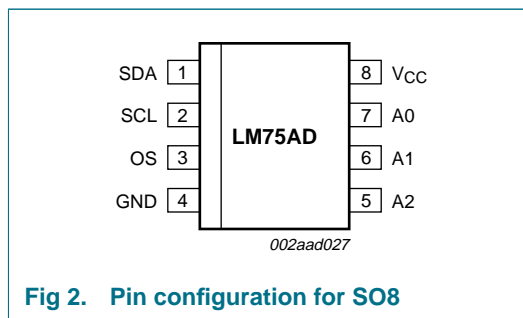 SDA 1 8 VCC
SCL 2 7 A0
LM75AD
OS 3 6 A1
GND 4 5 A2
002aad027
Fig 2. Pin configuration for SO8